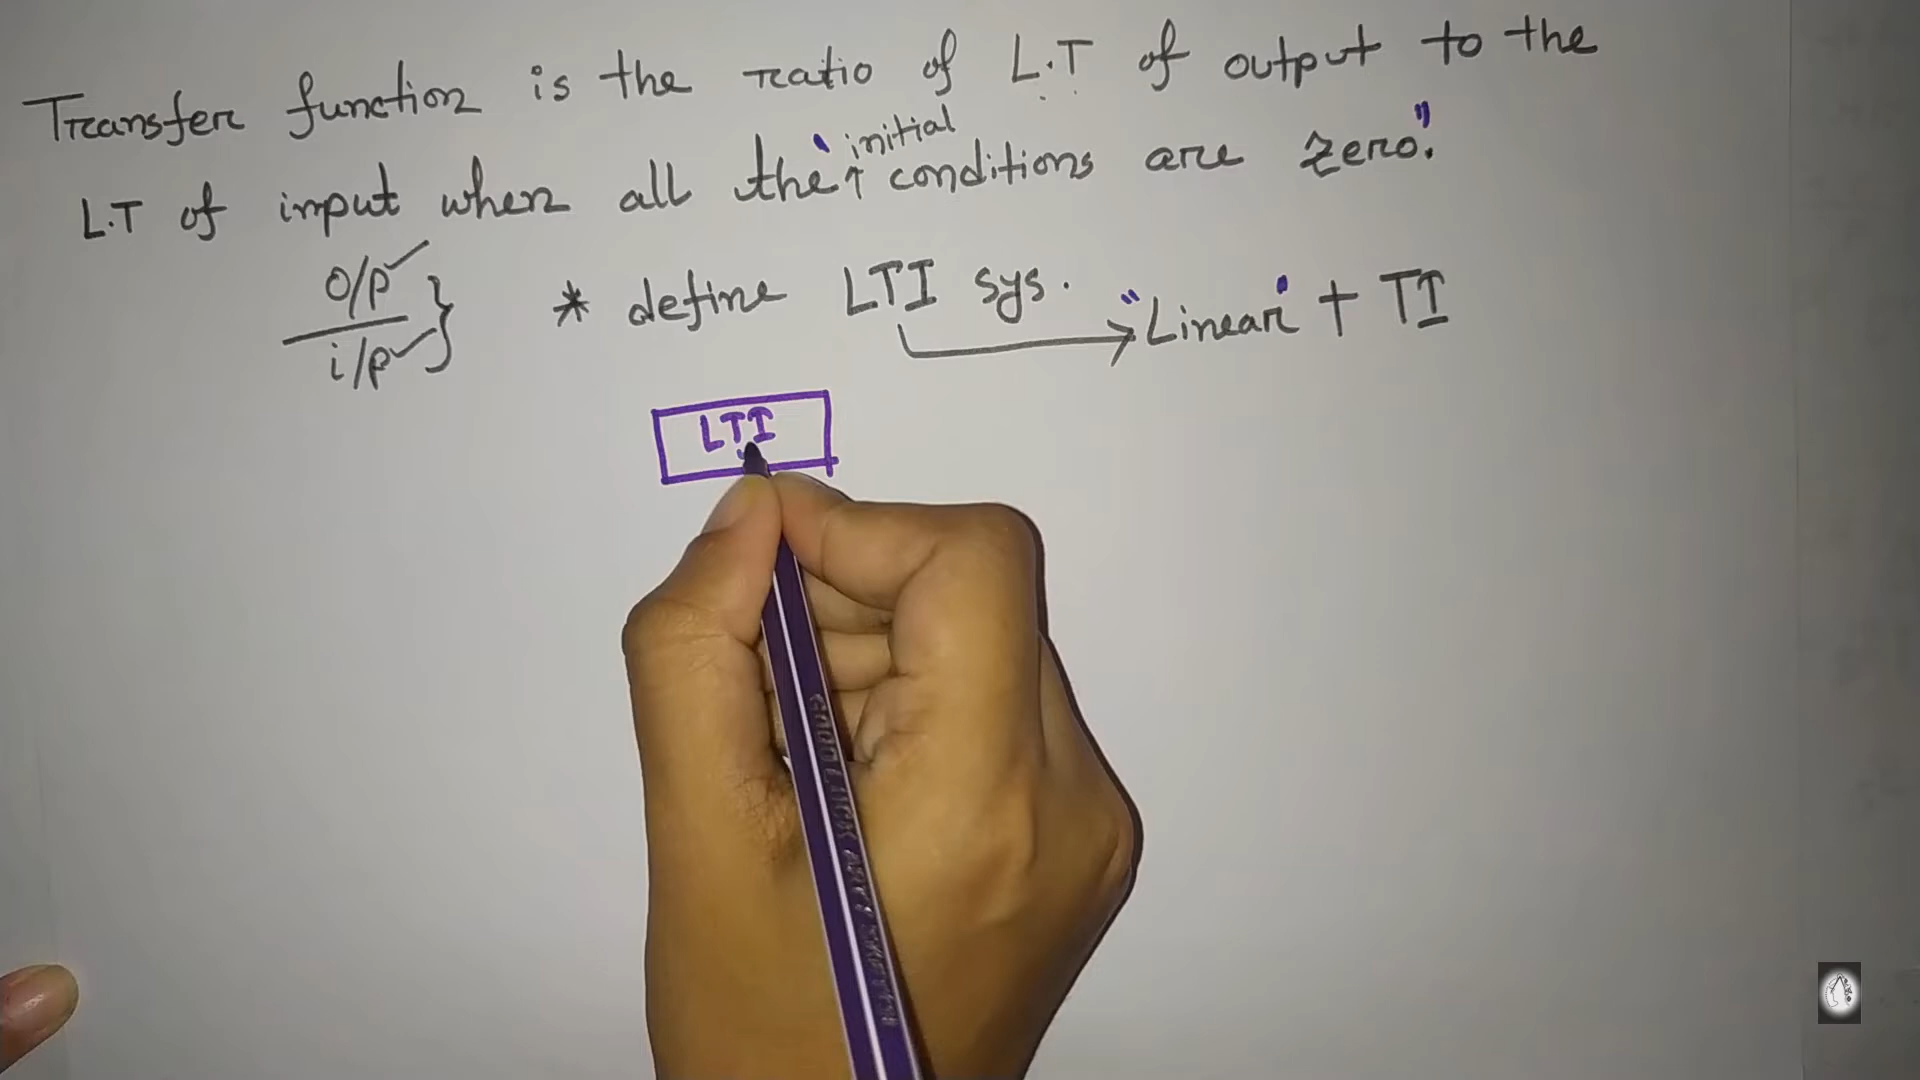 Transfer function is the ratio of L.T of output to the
L.T of input when all the initial conditions are zero."
O/P
i/p
* define LTI sys.
"Linear" + TI
LTI